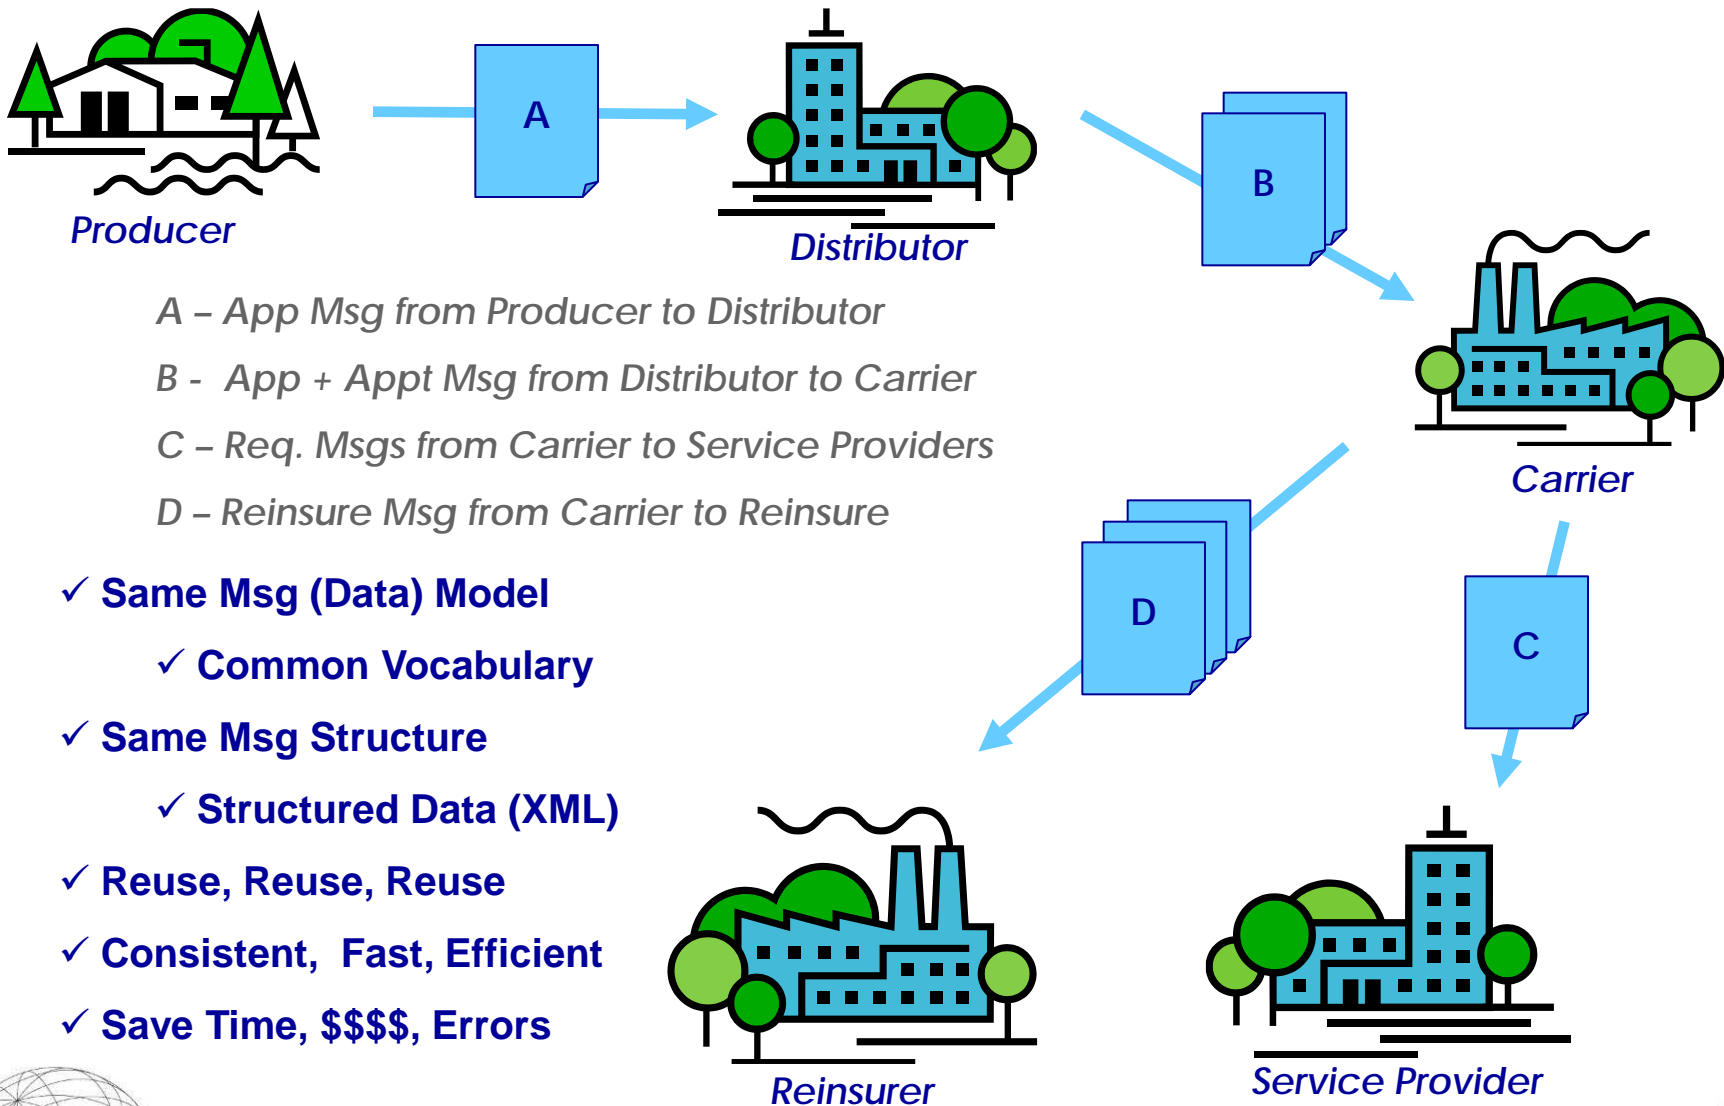 A
Producer
Distributor
B
A – App Msg from Producer to Distributor
B -  App + Appt Msg from Distributor to Carrier
C – Req. Msgs from Carrier to Service Providers
D – Reinsure Msg from Carrier to Reinsure
Carrier
✓ Same Msg (Data) Model
✓ Common Vocabulary
✓ Same Msg Structure
✓ Structured Data (XML)
✓ Reuse, Reuse, Reuse
✓ Consistent,  Fast, Efficient
✓ Save Time, $$$$, Errors
D
C
Reinsurer
Service Provider